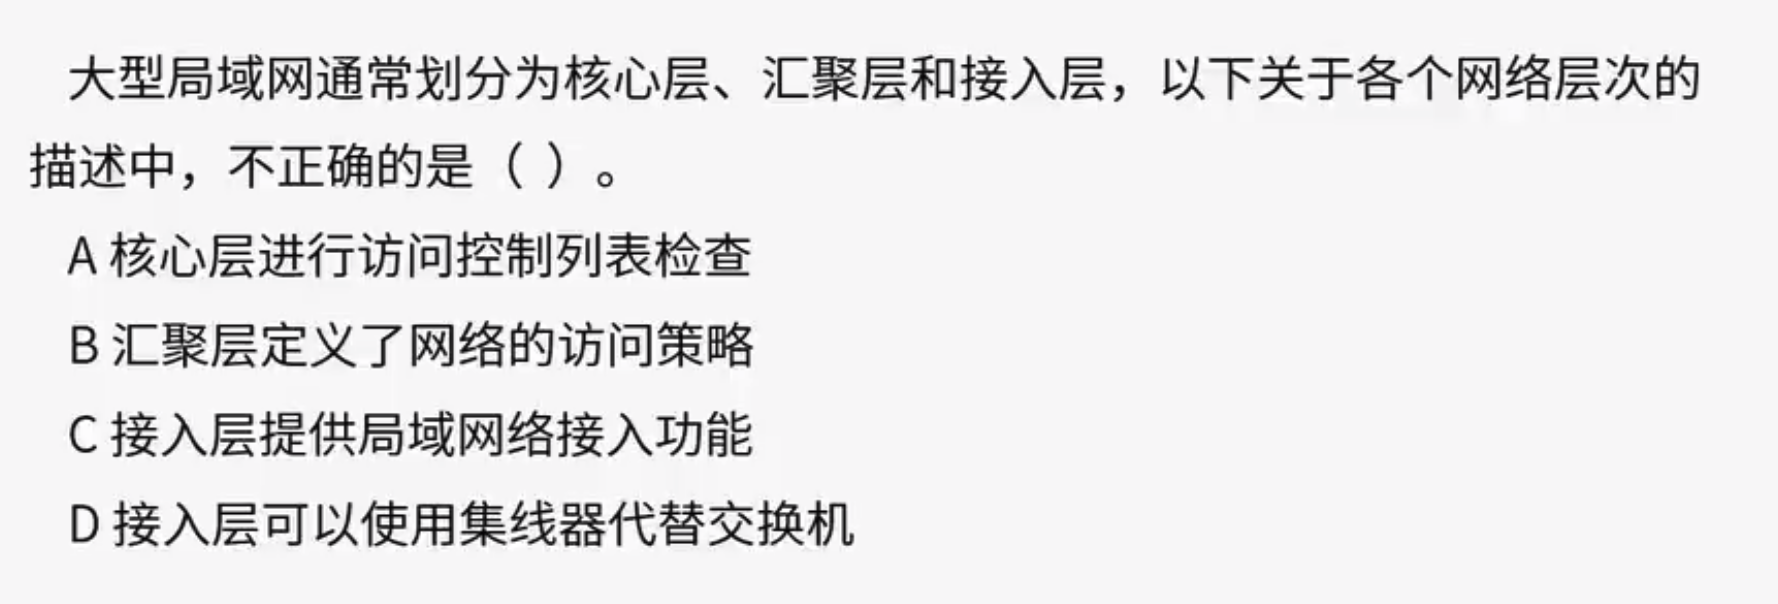 大型局域网通常划分为核心层、汇聚层和接入层，以下关于各个网络层次的
描述中，不正确的是（ ）。
A 核心层进行访问控制列表检查
B 汇聚层定义了网络的访问策略
C 接入层提供局域网络接入功能
D 接入层可以使用集线器代替交换机